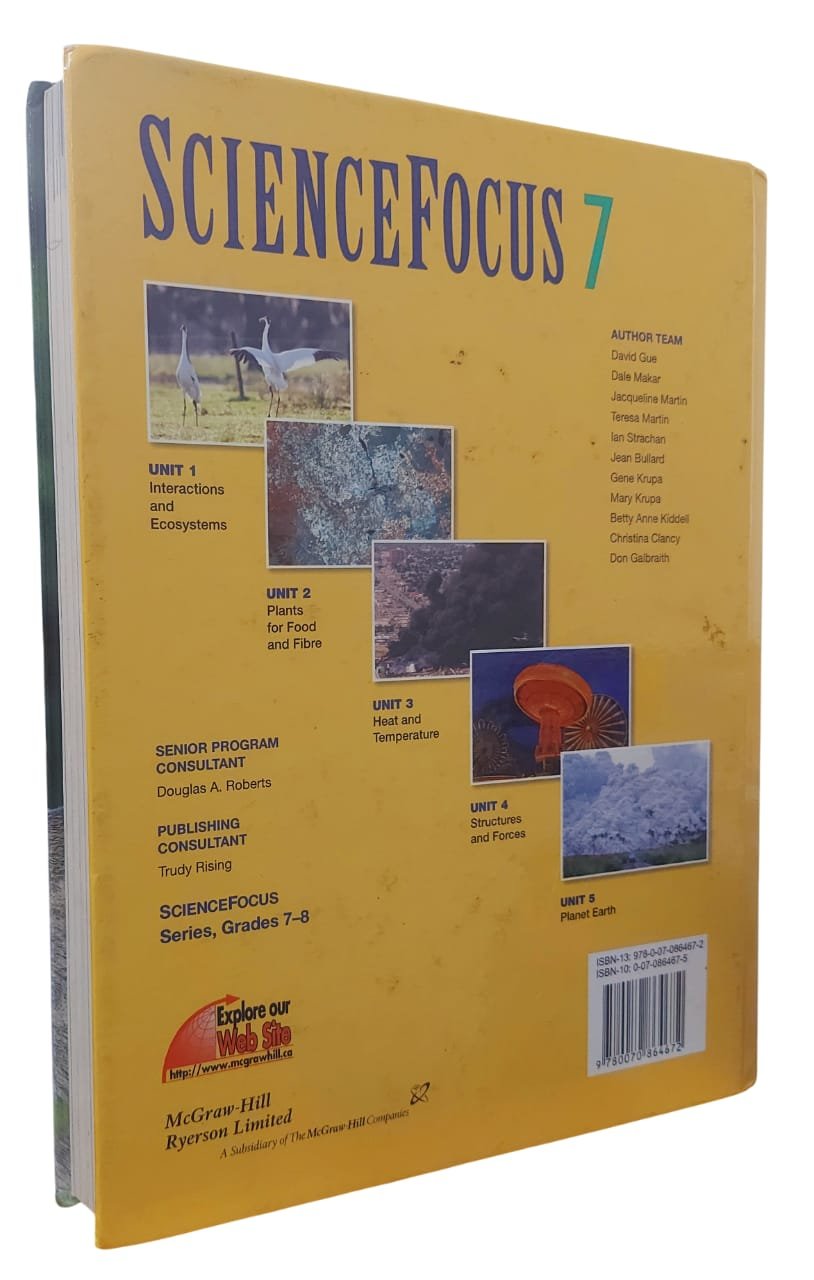 SCIENCEFOCUS 7
AUTHOR TEAM
David Gue
Dale Makar
Jacqueline Martin
Teresa Martin
Ian Strachan
Jean Bullard
Gene Krupa
Mary Krupa
Betty Anne Kiddell
Christina Clancy
Don Galbraith
UNIT 1
Interactions
and
Ecosystems
UNIT 2
Plants
for Food
and Fibre
UNIT 3
Heat and
Temperature
UNIT 4
Structures
and Forces
UNIT 5
Planet Earth
SENIOR PROGRAM
CONSULTANT
Douglas A. Roberts
PUBLISHING
CONSULTANT
Trudy Rising
SCIENCEFOCUS
Series, Grades 7–8
Explore our
Web Site
http://www.mcgrawhill.ca
McGraw-Hill
Ryerson Limited
A Subsidiary of The McGraw-Hill Companies
ISBN-13: 978-0-07-086467-2
ISBN-10: 0-07-086467-5
9 780070 864672